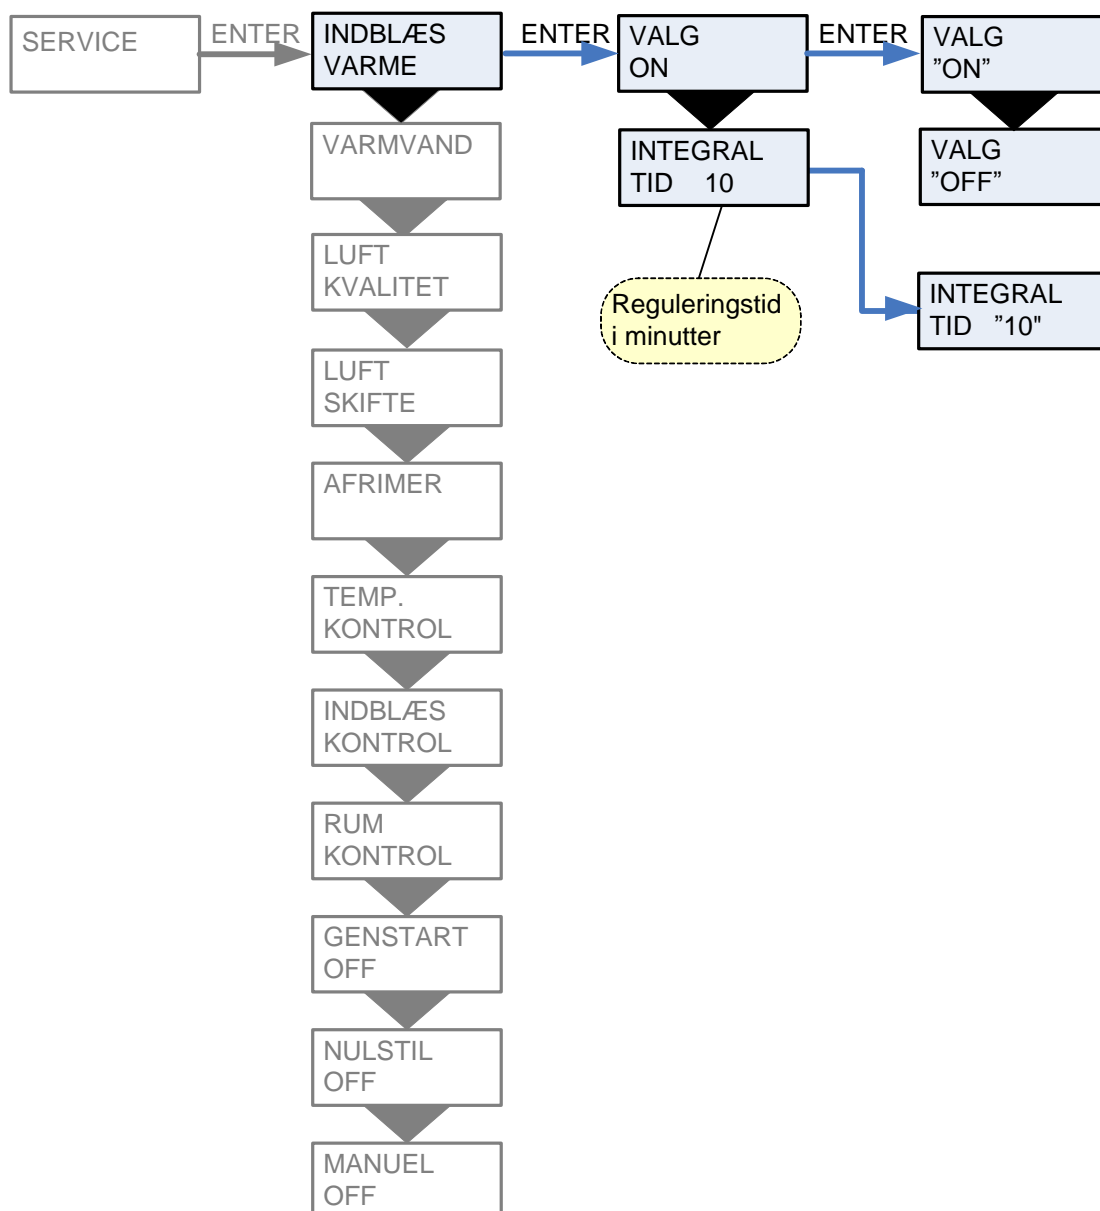 SERVICE
ENTER
INDBLÆS
VARME
ENTER
VALG
ON
ENTER
VALG
”ON”
VARMVAND
INTEGRAL
TID 10
VALG
”OFF”
LUFT
KVALITET
Reguleringstid
i minutter
INTEGRAL
TID ”10"
LUFT
SKIFTE
AFRIMER
TEMP.
KONTROL
INDBLÆS
KONTROL
RUM
KONTROL
GENSTART
OFF
NULSTIL
OFF
MANUEL
OFF